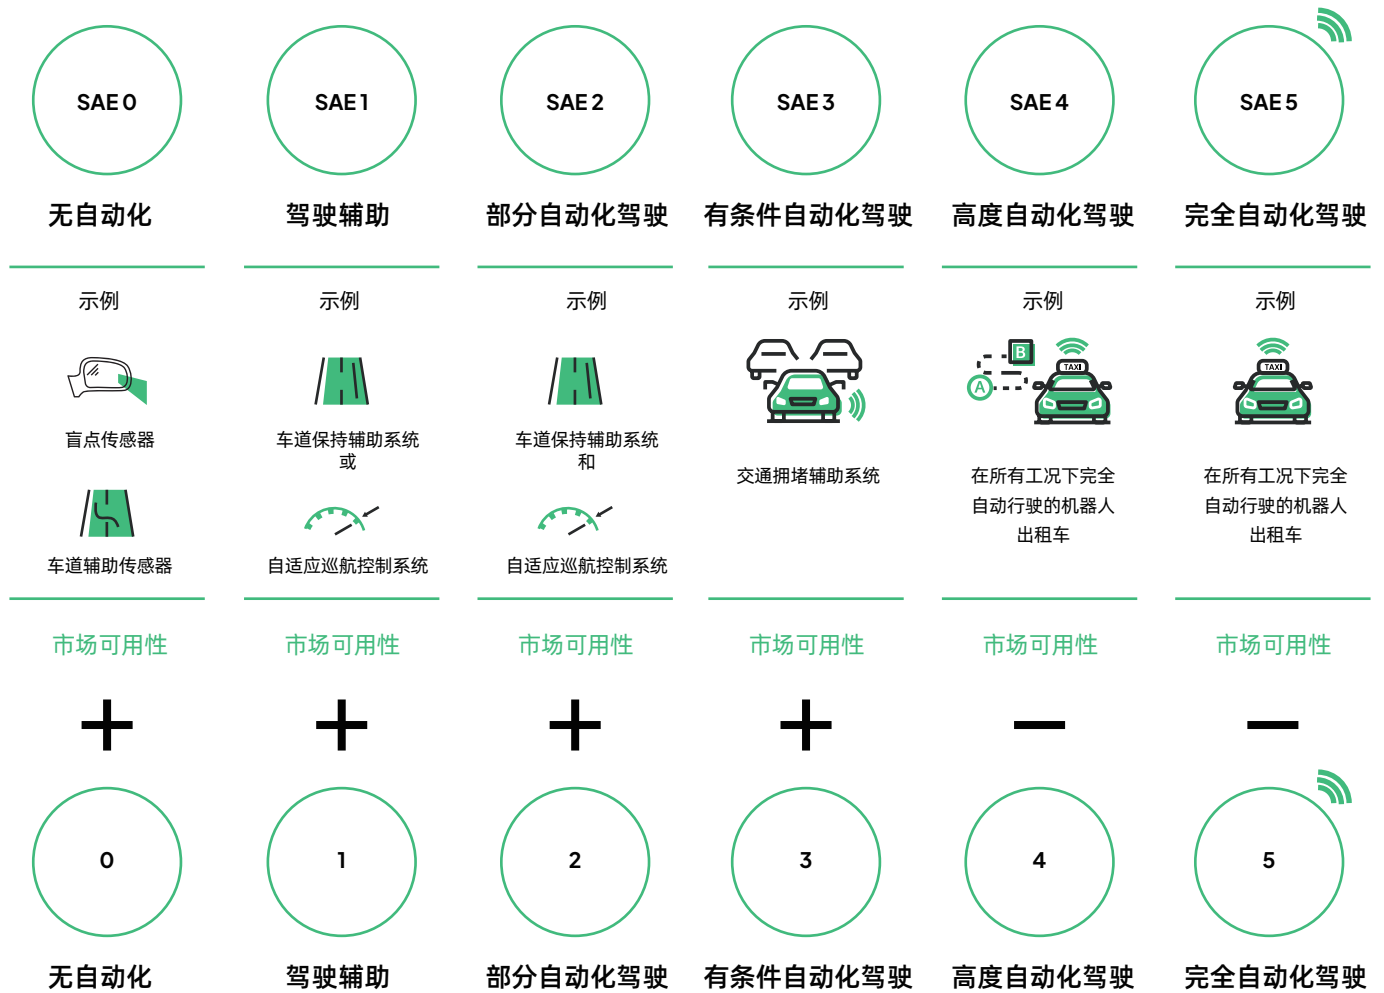 SAE 0
SAE 1
SAE 2
SAE 3
SAE 4
SAE 5
无自动化
驾驶辅助
部分自动化驾驶
有条件自动化驾驶
高度自动化驾驶
完全自动化驾驶
示例
示例
示例
示例
示例
示例
B
A
TAXI
TAXI
盲点传感器
车道保持辅助系统
或
车道保持辅助系统
和
交通拥堵辅助系统
在所有工况下完全
自动行驶的机器人
出租车
在所有工况下完全
自动行驶的机器人
出租车
车道辅助传感器
自适应巡航控制系统
自适应巡航控制系统
市场可用性
市场可用性
市场可用性
市场可用性
市场可用性
市场可用性
+
+
+
+
−
−
0
1
2
3
4
5
无自动化
驾驶辅助
部分自动化驾驶
有条件自动化驾驶
高度自动化驾驶
完全自动化驾驶